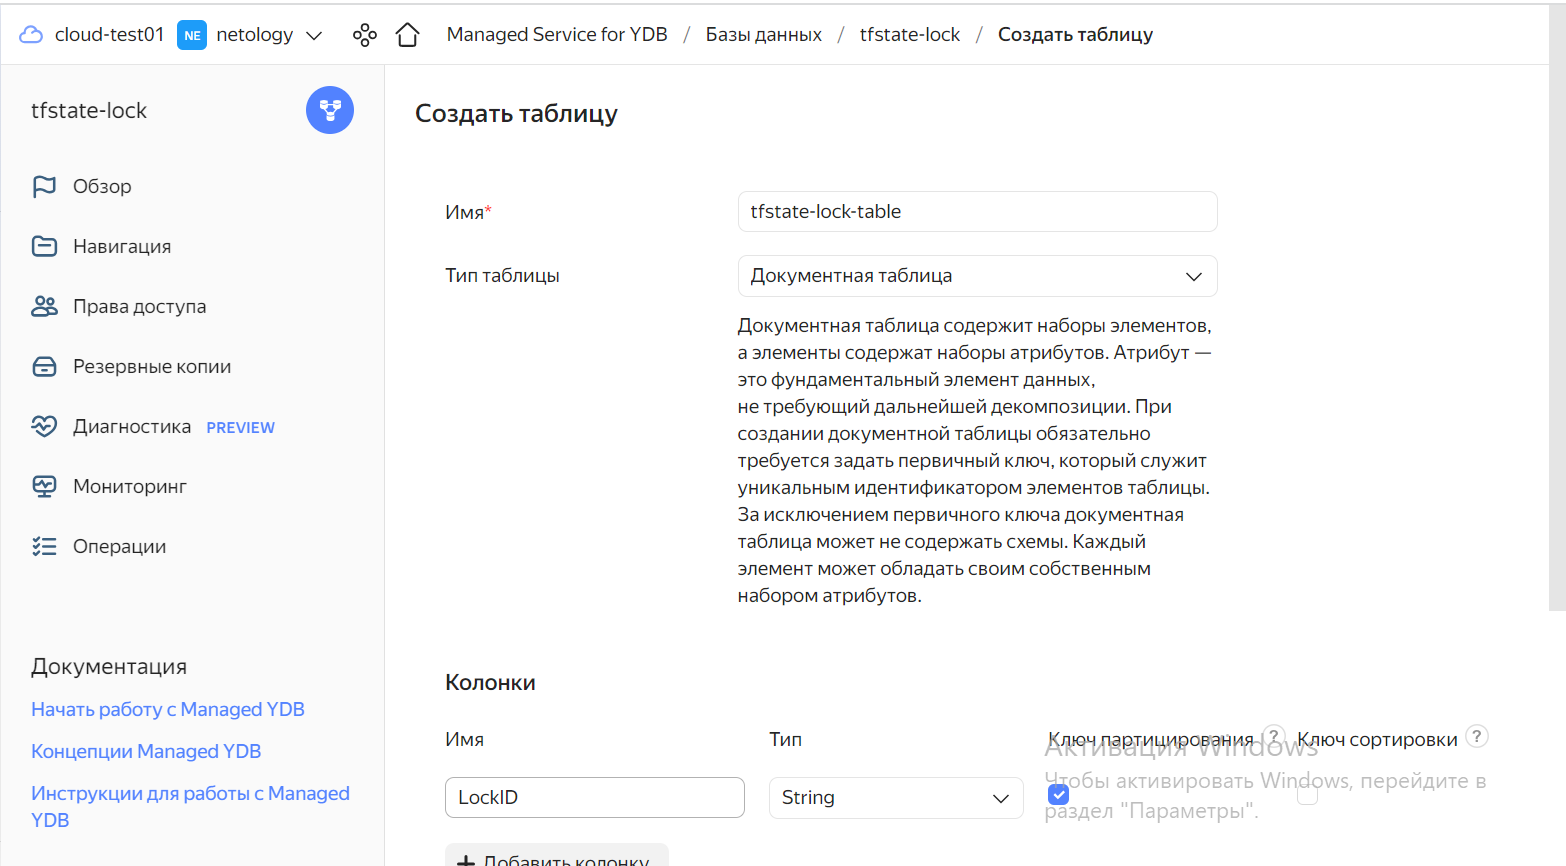 cloud-test01 NE netology Managed Service for YDB / Базы данных / tfstate-lock / Создать таблицу
tfstate-lock
Обзор
Навигация
Права доступа
Резервные копии
Диагностика PREVIEW
Мониторинг
Операции
Документация
Начать работу с Managed YDB
Концепции Managed YDB
Инструкции для работы с Managed
YDB
Создать таблицу
Имя* tfstate-lock-table
Тип таблицы Документная таблица
Документная таблица содержит наборы элементов,
а элементы содержат наборы атрибутов. Атрибут —
это фундаментальный элемент данных,
не требующий дальнейшей декомпозиции. При
создании документной таблицы обязательно
требуется задать первичный ключ, который служит
уникальным идентификатором элементов таблицы.
За исключением первичного ключа документная
таблица может не содержать схемы. Каждый
элемент может обладать своим собственным
набором атрибутов.
Колонки
Имя Тип Ключ партицирования ? Ключ сортировки ?
LockID String
+ Добавить колонку
Активация Windows
Чтобы активировать Windows, перейдите в
раздел "Параметры".